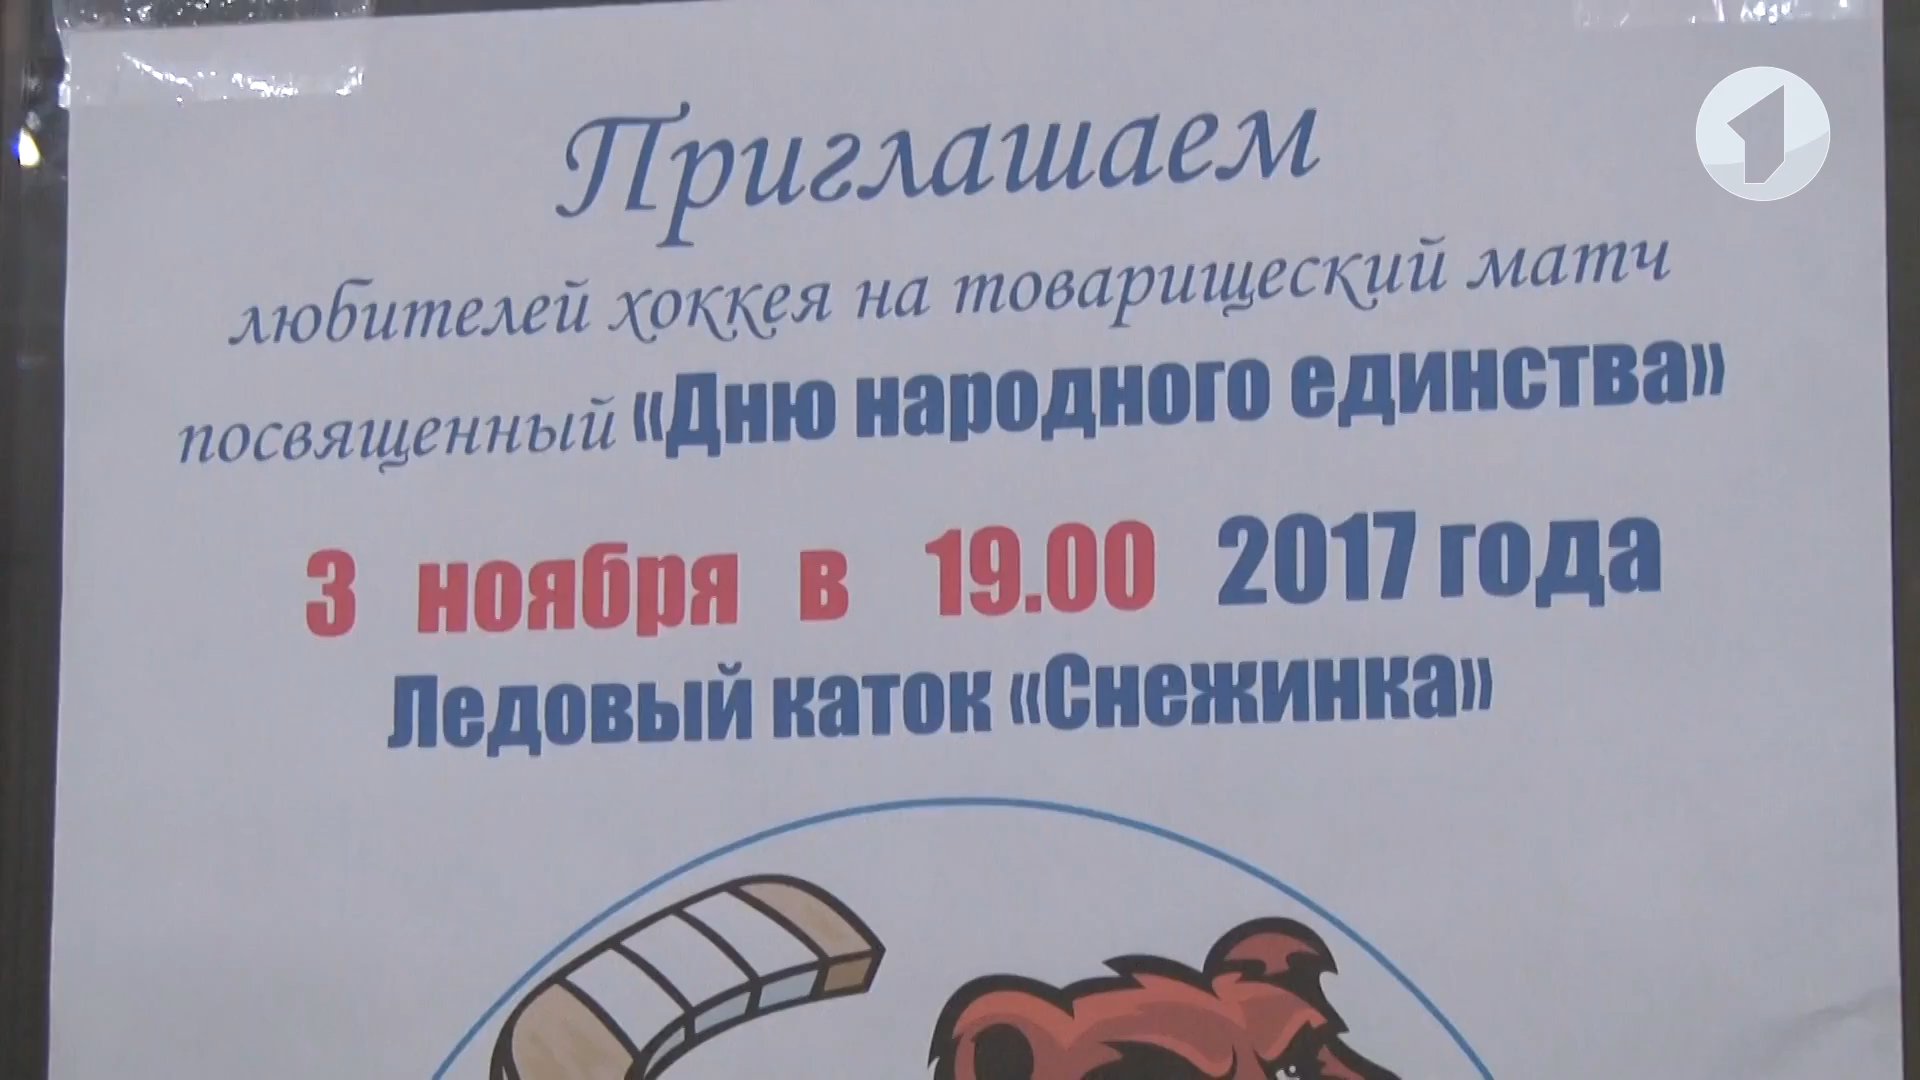 Приглашаем
любителей хоккея на товарищеский матч
посвященный «Дню народного единства»
3 ноября в 19.00 2017 года
Ледовый каток «Снежинка»